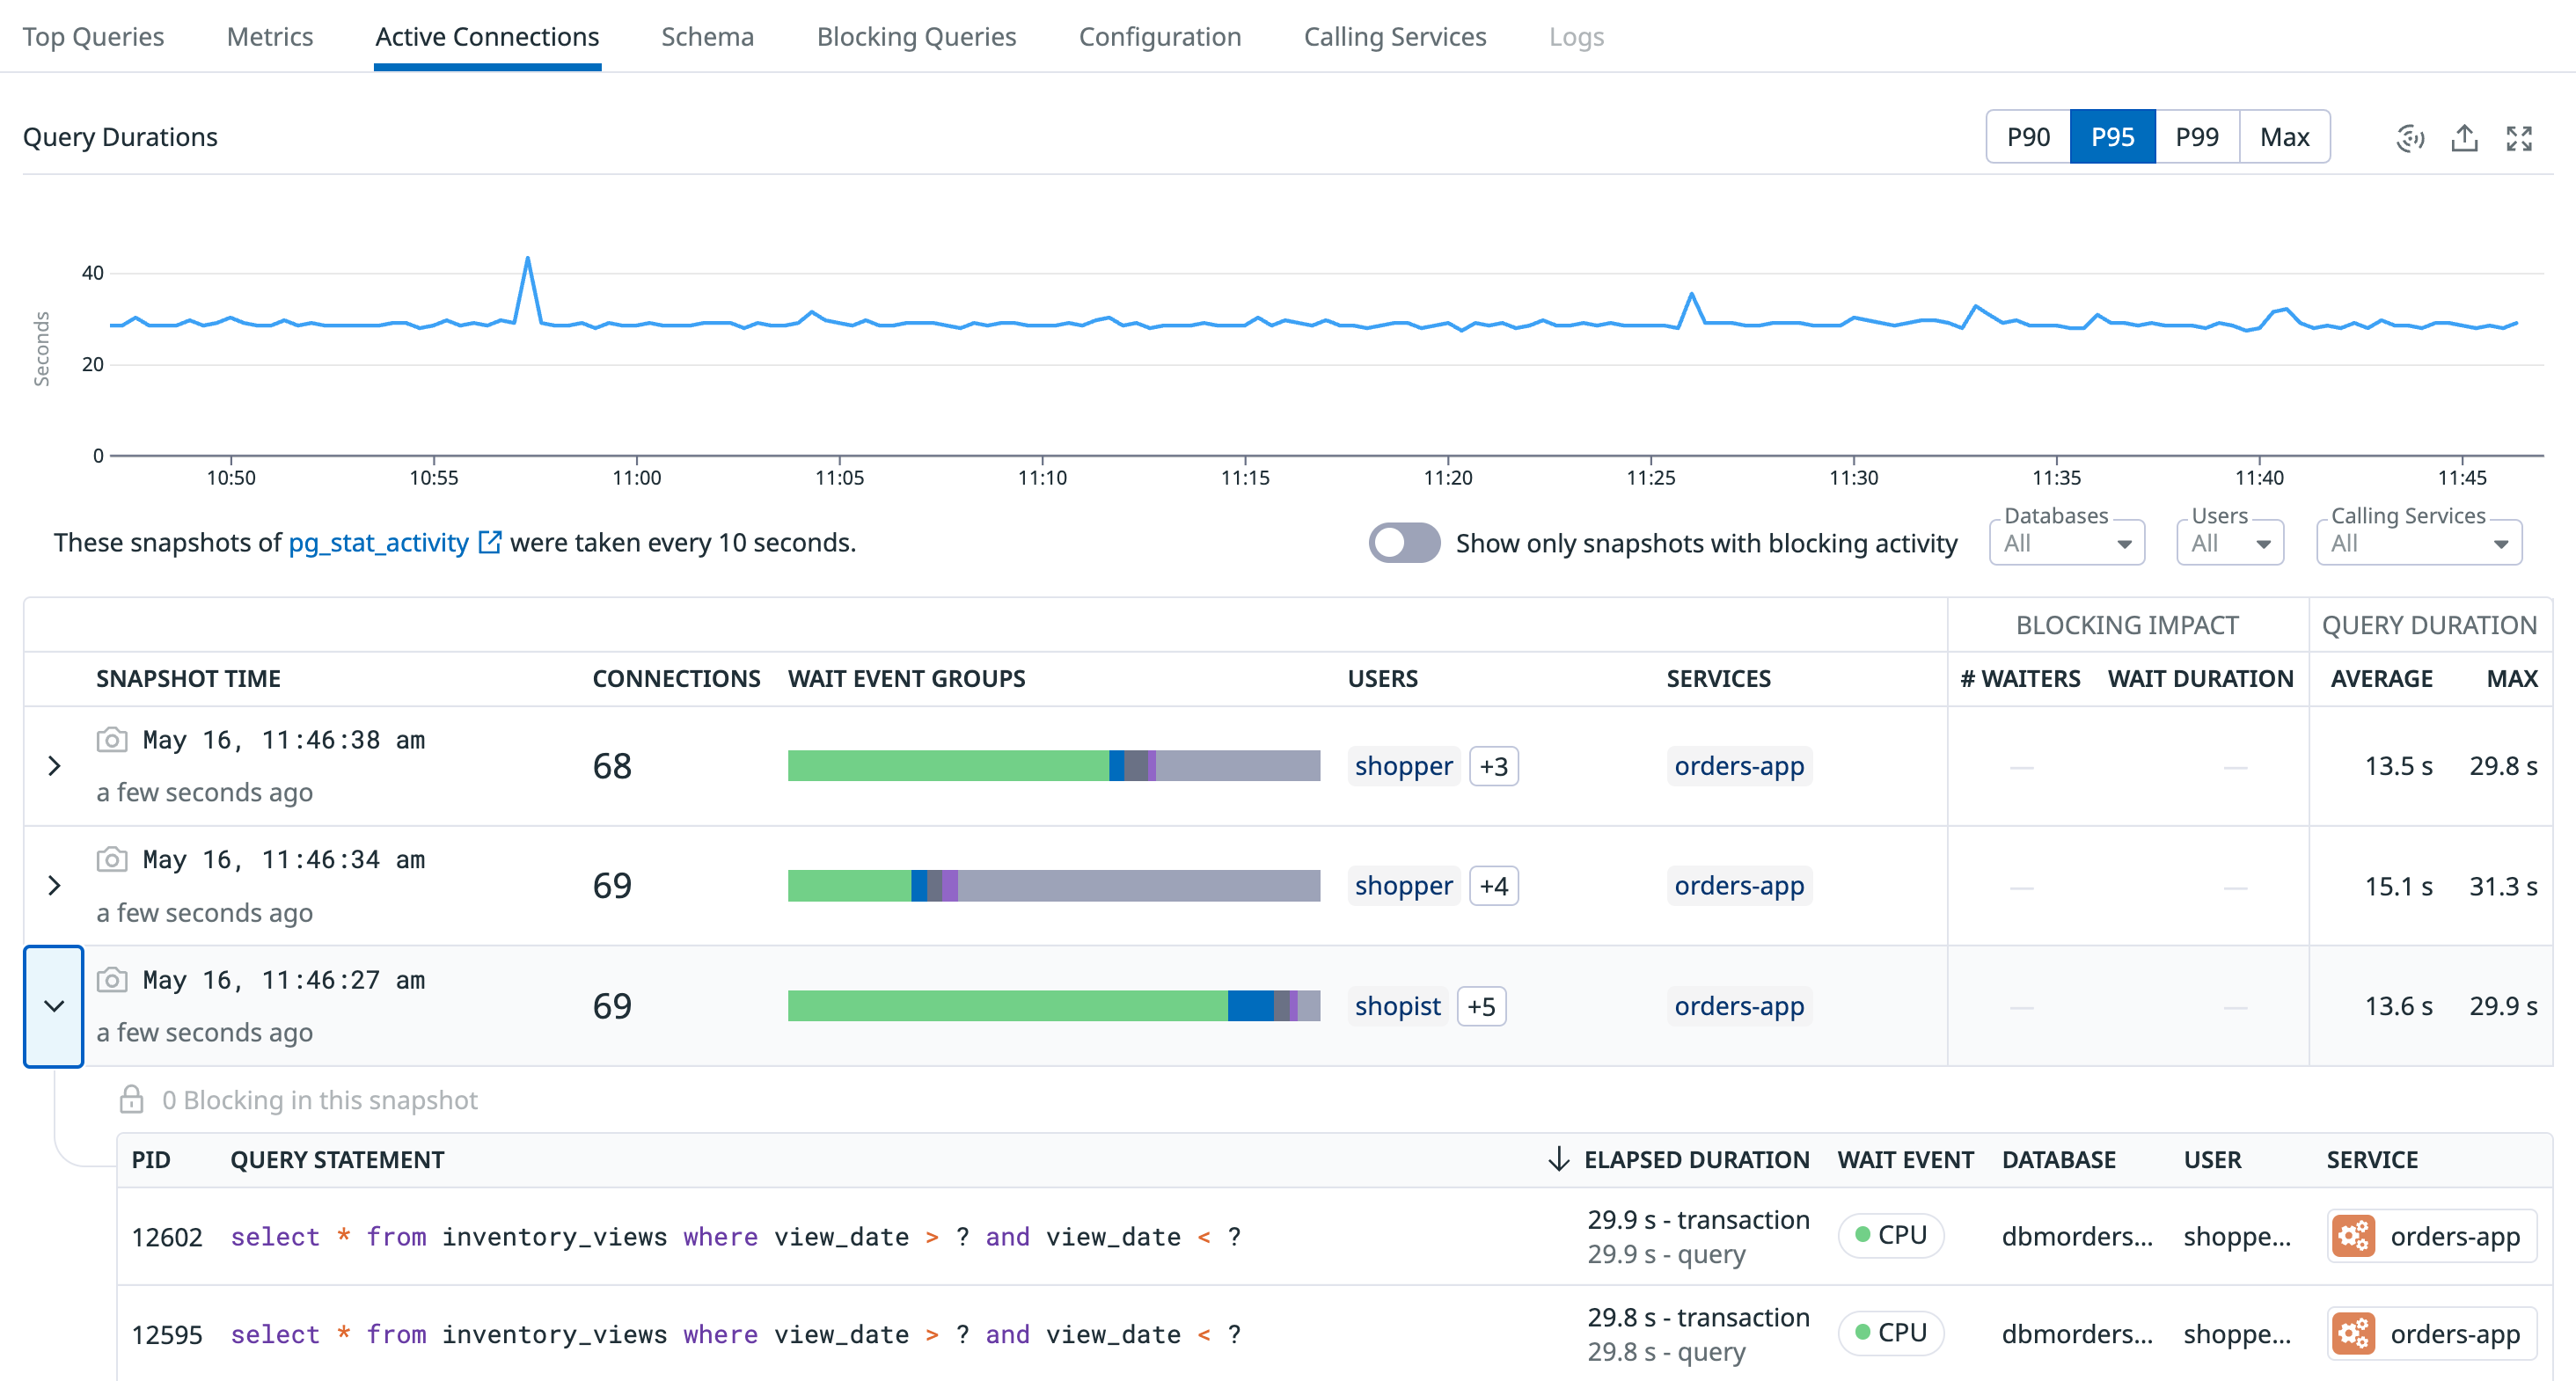 Top Queries Metrics Active Connections Schema Blocking Queries Configuration Calling Services Logs
Query Durations P90 P95 P99 Max
Seconds
40
20
0
10:50 10:55 11:00 11:05 11:10 11:15 11:20 11:25 11:30 11:35 11:40 11:45
These snapshots of pg_stat_activity were taken every 10 seconds. Show only snapshots with blocking activity
Databases Users Calling Services
All All All
BLOCKING IMPACT QUERY DURATION
SNAPSHOT TIME CONNECTIONS WAIT EVENT GROUPS USERS SERVICES # WAITERS WAIT DURATION AVERAGE MAX
May 16, 11:46:38 am
a few seconds ago
68 shopper +3 orders-app — — 13.5 s 29.8 s
May 16, 11:46:34 am
a few seconds ago
69 shopper +4 orders-app — — 15.1 s 31.3 s
May 16, 11:46:27 am
a few seconds ago
69 shopist +5 orders-app — — 13.6 s 29.9 s
0 Blocking in this snapshot
PID QUERY STATEMENT ELAPSED DURATION WAIT EVENT DATABASE USER SERVICE
12602 select * from inventory_views where view_date > ? and view_date < ?
29.9 s - transaction
29.9 s - query
CPU dbmorders... shoppe... orders-app
12595 select * from inventory_views where view_date > ? and view_date < ?
29.8 s - transaction
29.8 s - query
CPU dbmorders... shoppe... orders-app